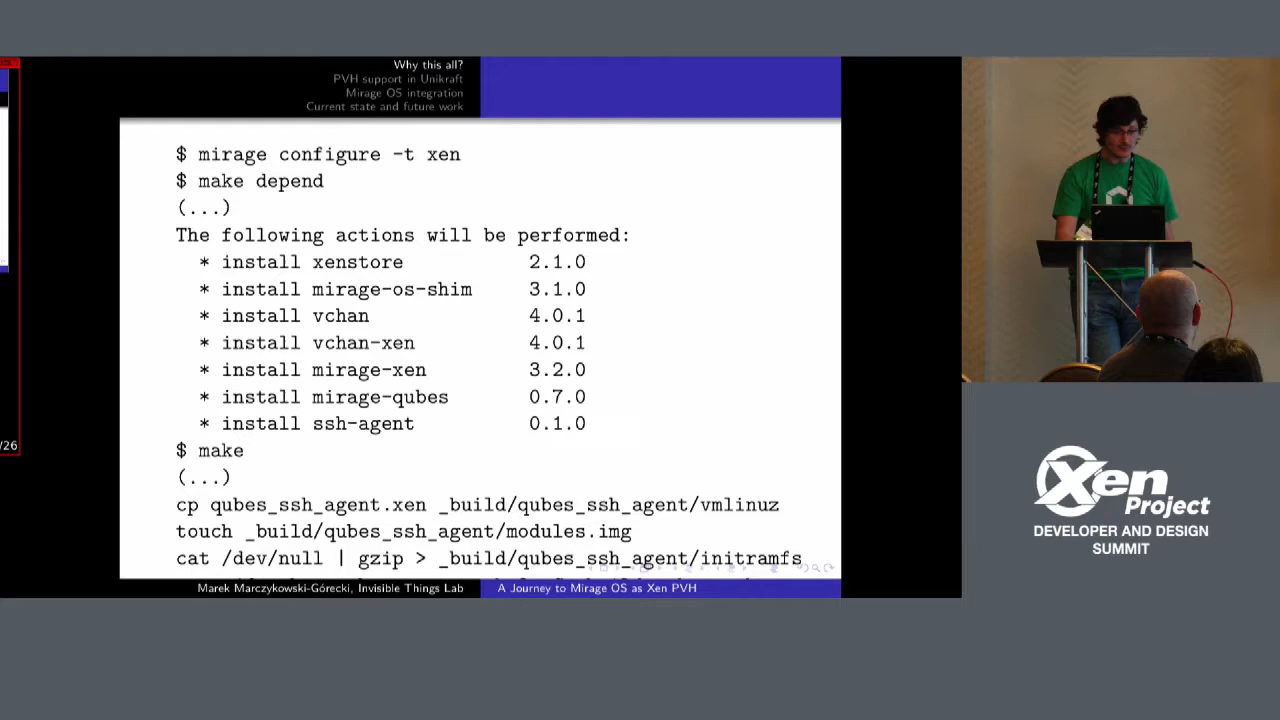 Why this all?
PVH support in Unikraft
Mirage OS integration
Current state and future work
$ mirage configure -t xen
$ make depend
(...)
The following actions will be performed:
* install xenstore 2.1.0
* install mirage-os-shim 3.1.0
* install vchan 4.0.1
* install vchan-xen 4.0.1
* install mirage-xen 3.2.0
* install mirage-qubes 0.7.0
* install ssh-agent 0.1.0
$ make
(...)
cp qubes_ssh_agent.xen _build/qubes_ssh_agent/vmlinuz
touch _build/qubes_ssh_agent/modules.img
cat /dev/null | gzip > _build/qubes_ssh_agent/initramfs
Marek Marczykowski-Górecki, Invisible Things Lab
A Journey to Mirage OS as Xen PVH
/26
Xen
Project
DEVELOPER AND DESIGN
SUMMIT